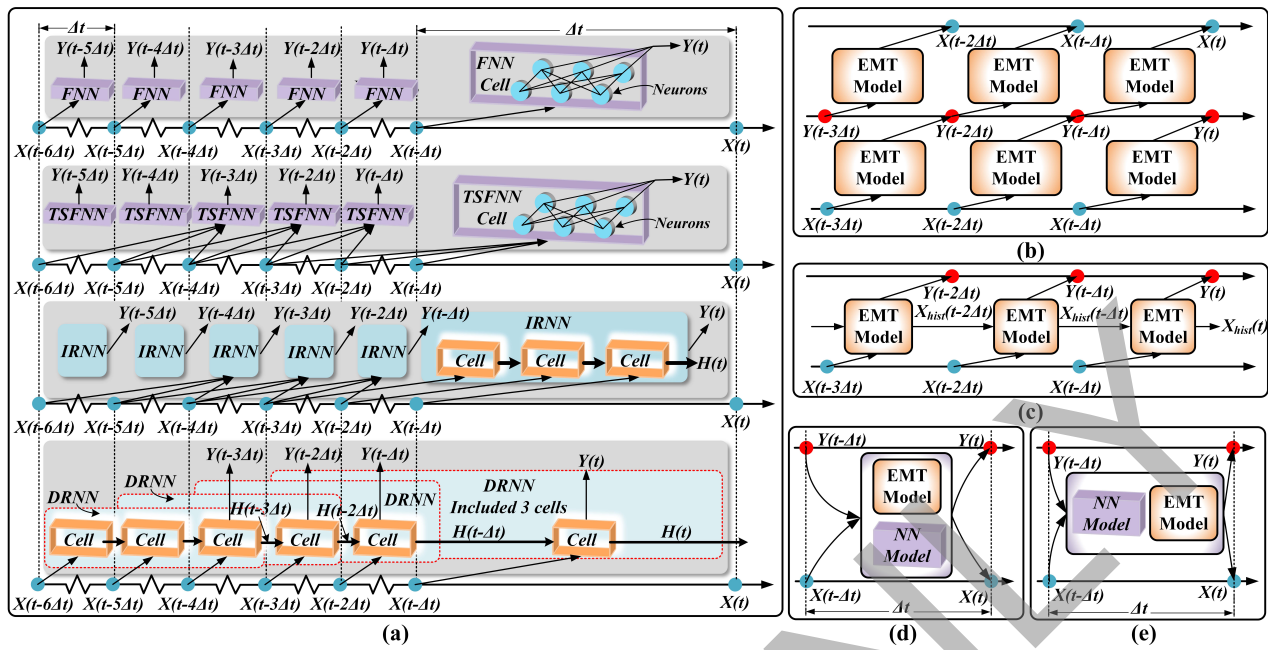 Δt
Δt
Y(t-5Δt) Y(t-4Δt) Y(t-3Δt) Y(t-2Δt) Y(t-Δt)
FNN
Cell
Y(t)
FNN FNN FNN FNN FNN
Neurons
X(t-6Δt) X(t-5Δt) X(t-4Δt) X(t-3Δt) X(t-2Δt) X(t-Δt) X(t)
Y(t-5Δt) Y(t-4Δt) Y(t-3Δt) Y(t-2Δt) Y(t-Δt)
TSFNN
Cell
Y(t)
TSFNN TSFNN TSFNN TSFNN TSFNN
Neurons
X(t-6Δt) X(t-5Δt) X(t-4Δt) X(t-3Δt) X(t-2Δt) X(t-Δt) X(t)
Y(t-5Δt) Y(t-4Δt) Y(t-3Δt) Y(t-2Δt) Y(t-Δt) Y(t)
IRNN
IRNN IRNN IRNN IRNN IRNN
Cell Cell Cell H(t)
X(t-6Δt) X(t-5Δt) X(t-4Δt) X(t-3Δt) X(t-2Δt) X(t-Δt) X(t)
Y(t-3Δt) Y(t-2Δt) Y(t-Δt) Y(t)
DRNN DRNN DRNN
DRNN
Included 3 cells
H(t-3Δt) H(t-2Δt) H(t-Δt) H(t)
Cell Cell Cell Cell Cell Cell
X(t-6Δt) X(t-5Δt) X(t-4Δt) X(t-3Δt) X(t-2Δt) X(t-Δt) X(t)
(a)
X(t-2Δt) X(t-Δt) X(t)
EMT
Model
EMT
Model
EMT
Model
Y(t-3Δt) Y(t-2Δt) Y(t-Δt) Y(t)
EMT
Model
EMT
Model
EMT
Model
X(t-3Δt) X(t-2Δt) X(t-Δt)
(b)
Y(t-2Δt) Y(t-Δt) Y(t)
EMT
Model
Xhist(t-2Δt)
EMT
Model
Xhist(t-Δt)
EMT
Model
Xhist(t)
X(t-3Δt) X(t-2Δt) X(t-Δt)
(c)
Y(t-Δt) Y(t)
EMT
Model
NN
Model
X(t-Δt) X(t)
Δt
(d)
Y(t-Δt) Y(t)
NN
Model
EMT
Model
X(t-Δt) X(t)
Δt
(e)